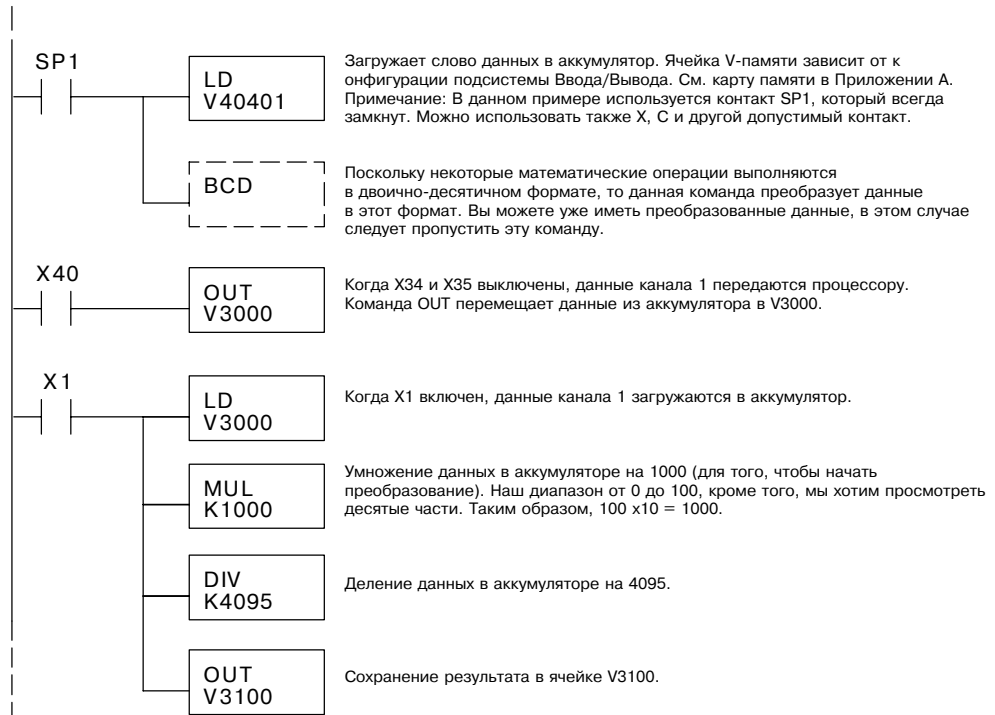 SP1
LD
V40401
Загружает слово данных в аккумулятор. Ячейка V-памяти зависит от к
онфигурации подсистемы Ввода/Вывода. См. карту памяти в Приложении А.
Примечание: В данном примере используется контакт SP1, который всегда
замкнут. Можно использовать также X, C и другой допустимый контакт.
BCD
Поскольку некоторые математические операции выполняются
в двоично-десятичном формате, то данная команда преобразует данные
в этот формат. Вы можете уже иметь преобразованные данные, в этом случае
следует пропустить эту команду.
X40
OUT
V3000
Когда X34 и X35 выключены, данные канала 1 передаются процессору.
Команда OUT перемещает данные из аккумулятора в V3000.
X1
LD
V3000
Когда X1 включен, данные канала 1 загружаются в аккумулятор.
MUL
K1000
Умножение данных в аккумуляторе на 1000 (для того, чтобы начать
преобразование). Наш диапазон от 0 до 100, кроме того, мы хотим просмотреть
десятые части. Таким образом, 100 x10 = 1000.
DIV
K4095
Деление данных в аккумуляторе на 4095.
OUT
V3100
Сохранение результата в ячейке V3100.